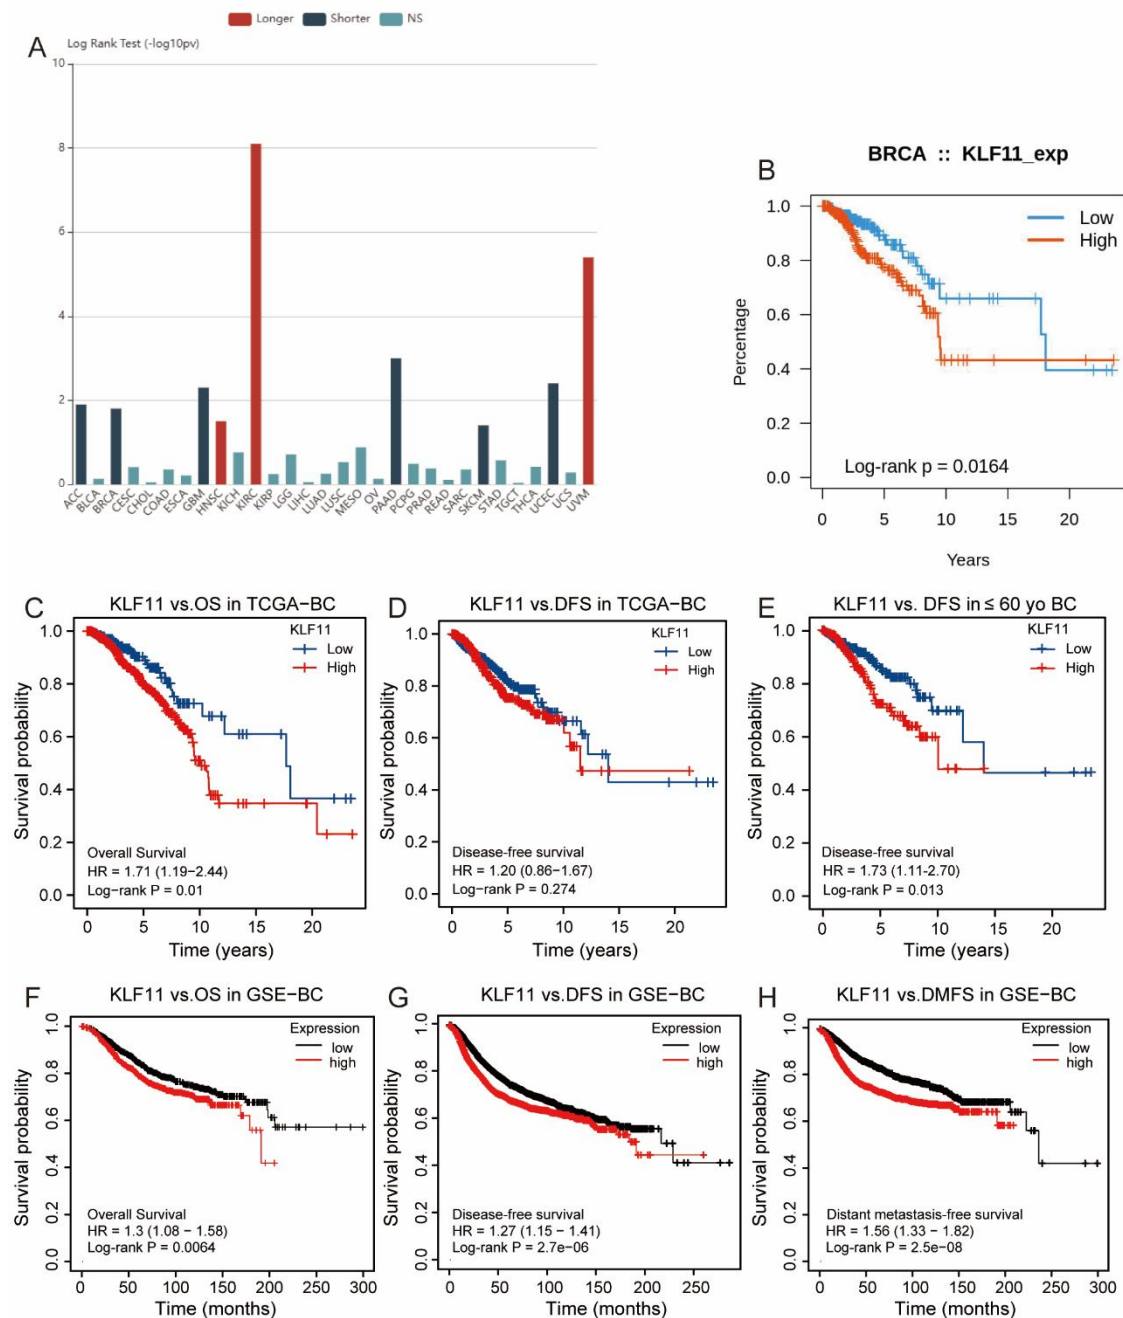 Longer Shorter NS
A Log Rank Test (-log10pv)
10
8
6
4
2
0
ACC BLCA BRCA CESC CHOL COAD ESCA GBM HNSC KICH KIRC KIRP LGG LIHC LUAD LUSC MESO OV PAAD PCPG PRAD READ SARC SKCM STAD TGCT THCA UCEC UCS UVM
B
BRCA :: KLF11_exp
Low
High
Percentage
1.0
0.8
0.6
0.4
0.2
0.0
Log-rank p = 0.0164
0 5 10 15 20
Years
C
KLF11 vs.OS in TCGA-BC
KLF11
Low
High
Survival probability
1.0
0.8
0.6
0.4
0.2
0.0
Overall Survival
HR = 1.71 (1.19-2.44)
Log-rank P = 0.01
0 5 10 15 20
Time (years)
D
KLF11 vs.DFS in TCGA-BC
KLF11
Low
High
Survival probability
1.0
0.8
0.6
0.4
0.2
0.0
Disease-free survival
HR = 1.20 (0.86-1.67)
Log-rank P = 0.274
0 5 10 15 20
Time (years)
E
KLF11 vs. DFS in ≤ 60 yo BC
KLF11
Low
High
Survival probability
1.0
0.8
0.6
0.4
0.2
0.0
Disease-free survival
HR = 1.73 (1.11-2.70)
Log-rank P = 0.013
0 5 10 15 20
Time (years)
F
KLF11 vs.OS in GSE-BC
Expression
low
high
Survival probability
1.0
0.8
0.6
0.4
0.2
0.0
Overall Survival
HR = 1.3 (1.08 - 1.58)
Log-rank P = 0.0064
0 50 100 150 200 250 300
Time (months)
G
KLF11 vs.DFS in GSE-BC
Expression
low
high
Survival probability
1.0
0.8
0.6
0.4
0.2
0.0
Disease-free survival
HR = 1.27 (1.15 - 1.41)
Log-rank P = 2.7e-06
0 50 100 150 200 250
Time (months)
H
KLF11 vs.DMFS in GSE-BC
Expression
low
high
Survival probability
1.0
0.8
0.6
0.4
0.2
0.0
Distant metastasis-free survival
HR = 1.56 (1.33 - 1.82)
Log-rank P = 2.5e-08
0 50 100 150 200 250 300
Time (months)